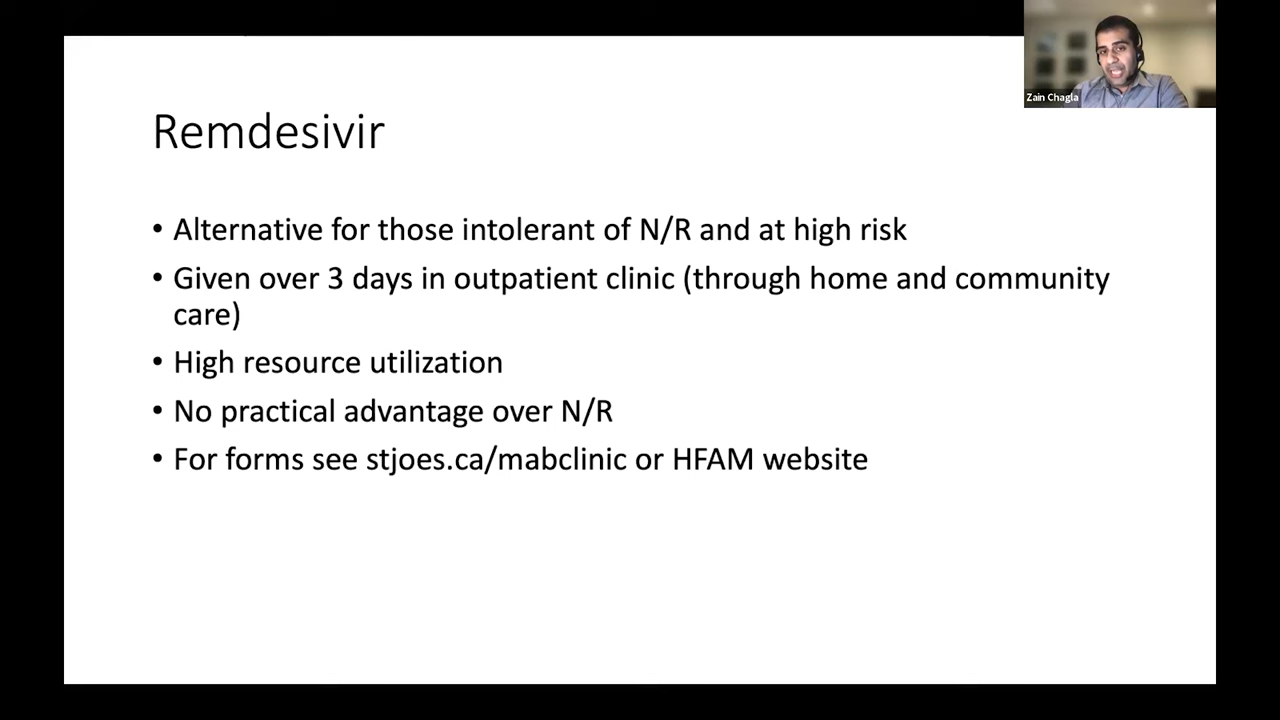 Zain Chagla
Remdesivir
• Alternative for those intolerant of N/R and at high risk
• Given over 3 days in outpatient clinic (through home and community
care)
• High resource utilization
• No practical advantage over N/R
• For forms see stjoes.ca/mabclinic or HFAM website